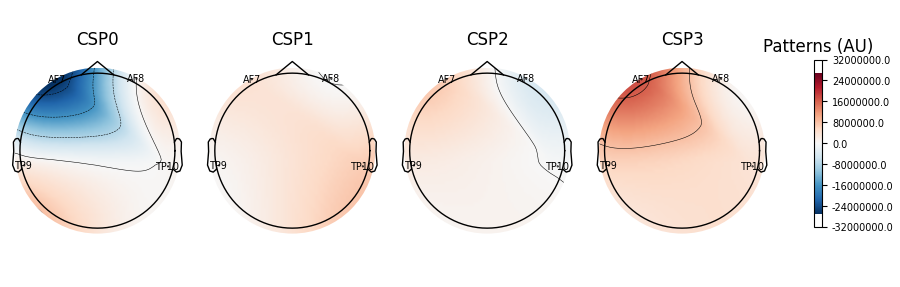 CSP0
CSP1
CSP2
CSP3
Patterns (AU)
AF7 AF8
AF7 AF8
AF7 AF8
AF7 AF8
TP9 TP10
TP9 TP10
TP9 TP10
TP9 TP10
32000000.0
24000000.0
16000000.0
8000000.0
0.0
-8000000.0
-16000000.0
-24000000.0
-32000000.0